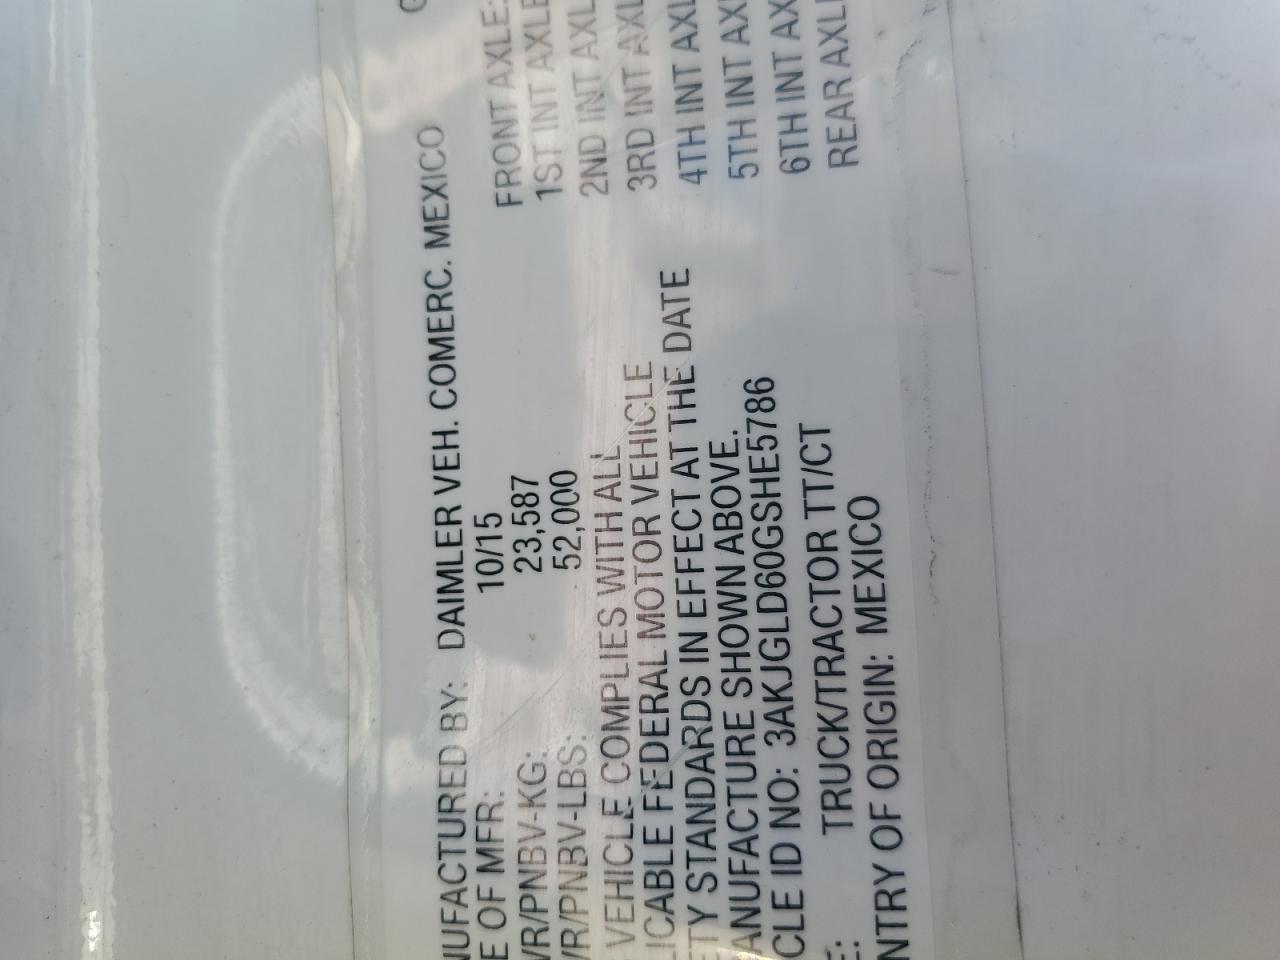 NUFACTURED BY: DAIMLER VEH. COMERC. MEXICO
E OF MFR: 10/15
VR/PNBV-KG: 23,587
VR/PNBV-LBS: 52,000
VEHICLE COMPLIES WITH ALL
ICABLE FEDERAL MOTOR VEHICLE
TY STANDARDS IN EFFECT AT THE DATE
ANUFACTURE SHOWN ABOVE.
CLE ID NO: 3AKJGLD60GSHE5786
E: TRUCK/TRACTOR TT/CT
NTRY OF ORIGIN: MEXICO
G
FRONT AXLE:
1ST INT AXLE
2ND INT AXL
3RD INT AXL
4TH INT AXL
5TH INT AXL
6TH INT AX
REAR AXL